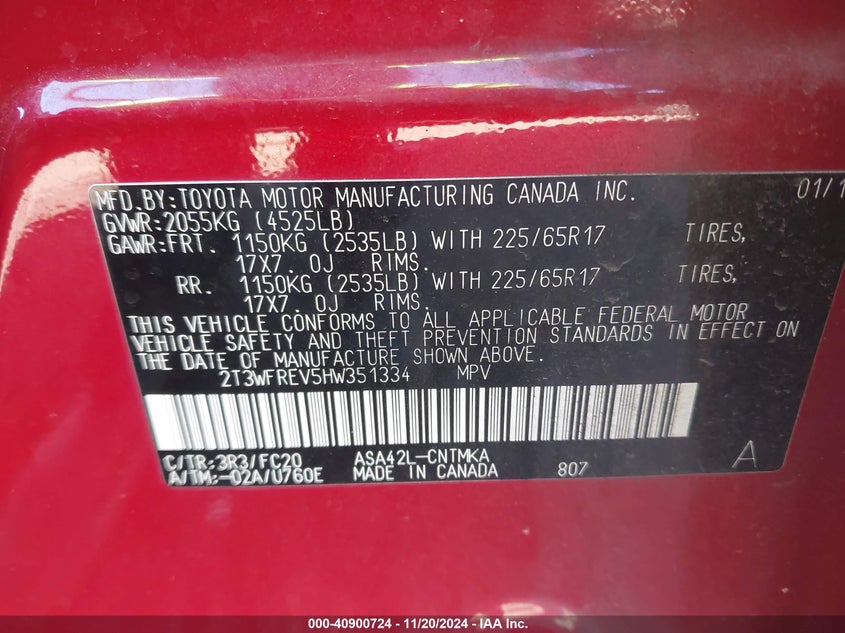 MFD.BY:TOYOTA MOTOR MANUFACTURING CANADA INC. 01/1
GVWR:2055KG (4525LB)
GAWR:FRT. 1150KG (2535LB) WITH 225/65R17 TIRES,
17X7.0J RIMS.
RR. 1150KG (2535LB) WITH 225/65R17 TIRES,
17X7.0J RIMS.
THIS VEHICLE CONFORMS TO ALL APPLICABLE FEDERAL MOTOR
VEHICLE SAFETY AND THEFT PREVENTION STANDARDS IN EFFECT ON
THE DATE OF MANUFACTURE SHOWN ABOVE.
2T3WFREV5HW351334 MPV
C/TR:3R3/FC20 ASA42L-CNTMKA A
A/TM:-02A/U760E MADE IN CANADA 807
000-40900724 - 11/20/2024 - IAA Inc.